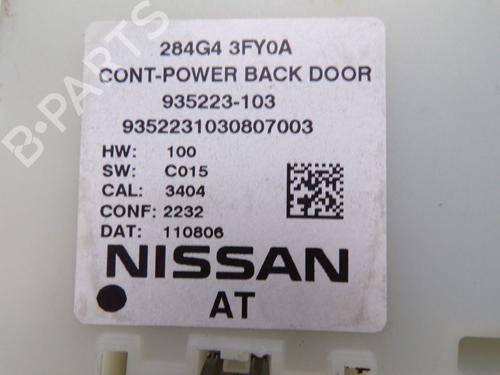 284G4 3FY0A
CONT-POWER BACK DOOR
935223-103
9352231030807003
HW: 100
SW: C015
CAL: 3404
CONF: 2232
DAT: 110806
NISSAN
AT